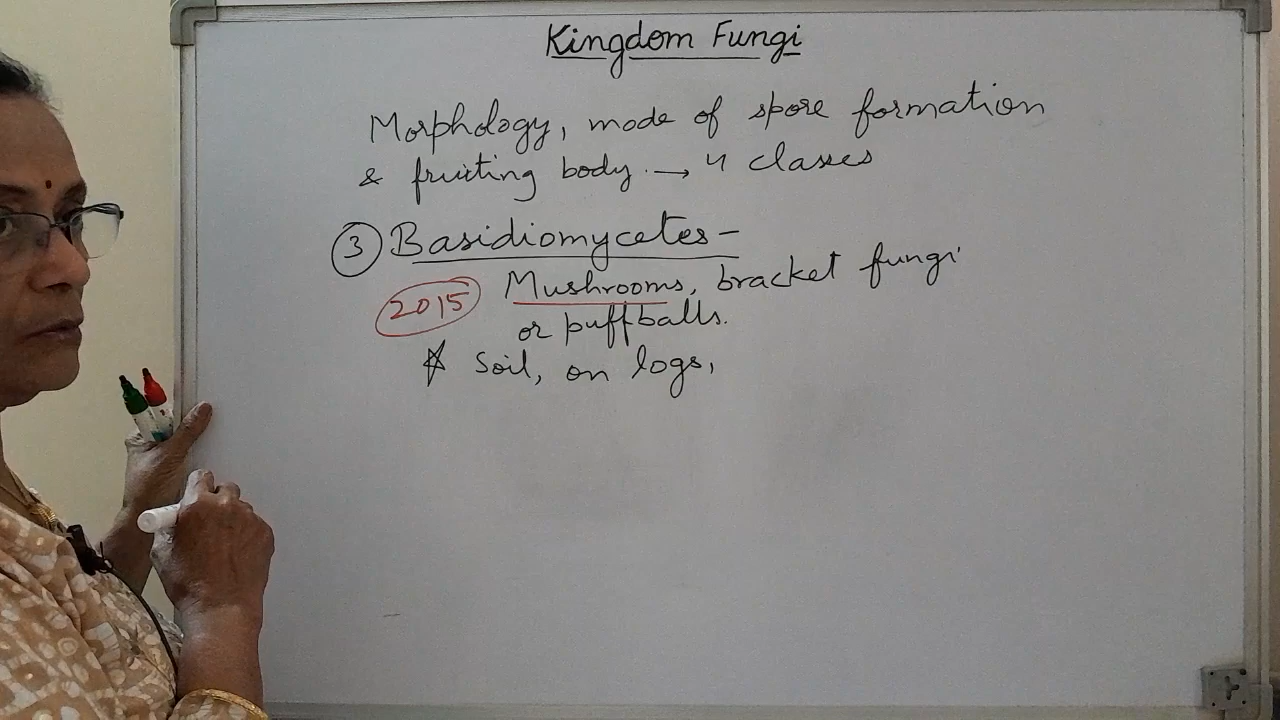 Kingdom Fungi
Morphology, mode of spore formation
& fruiting body. → 4 classes
③ Basidiomycetes -
2015 Mushrooms, bracket fungi
or puffballs.
☆ Soil, on logs,